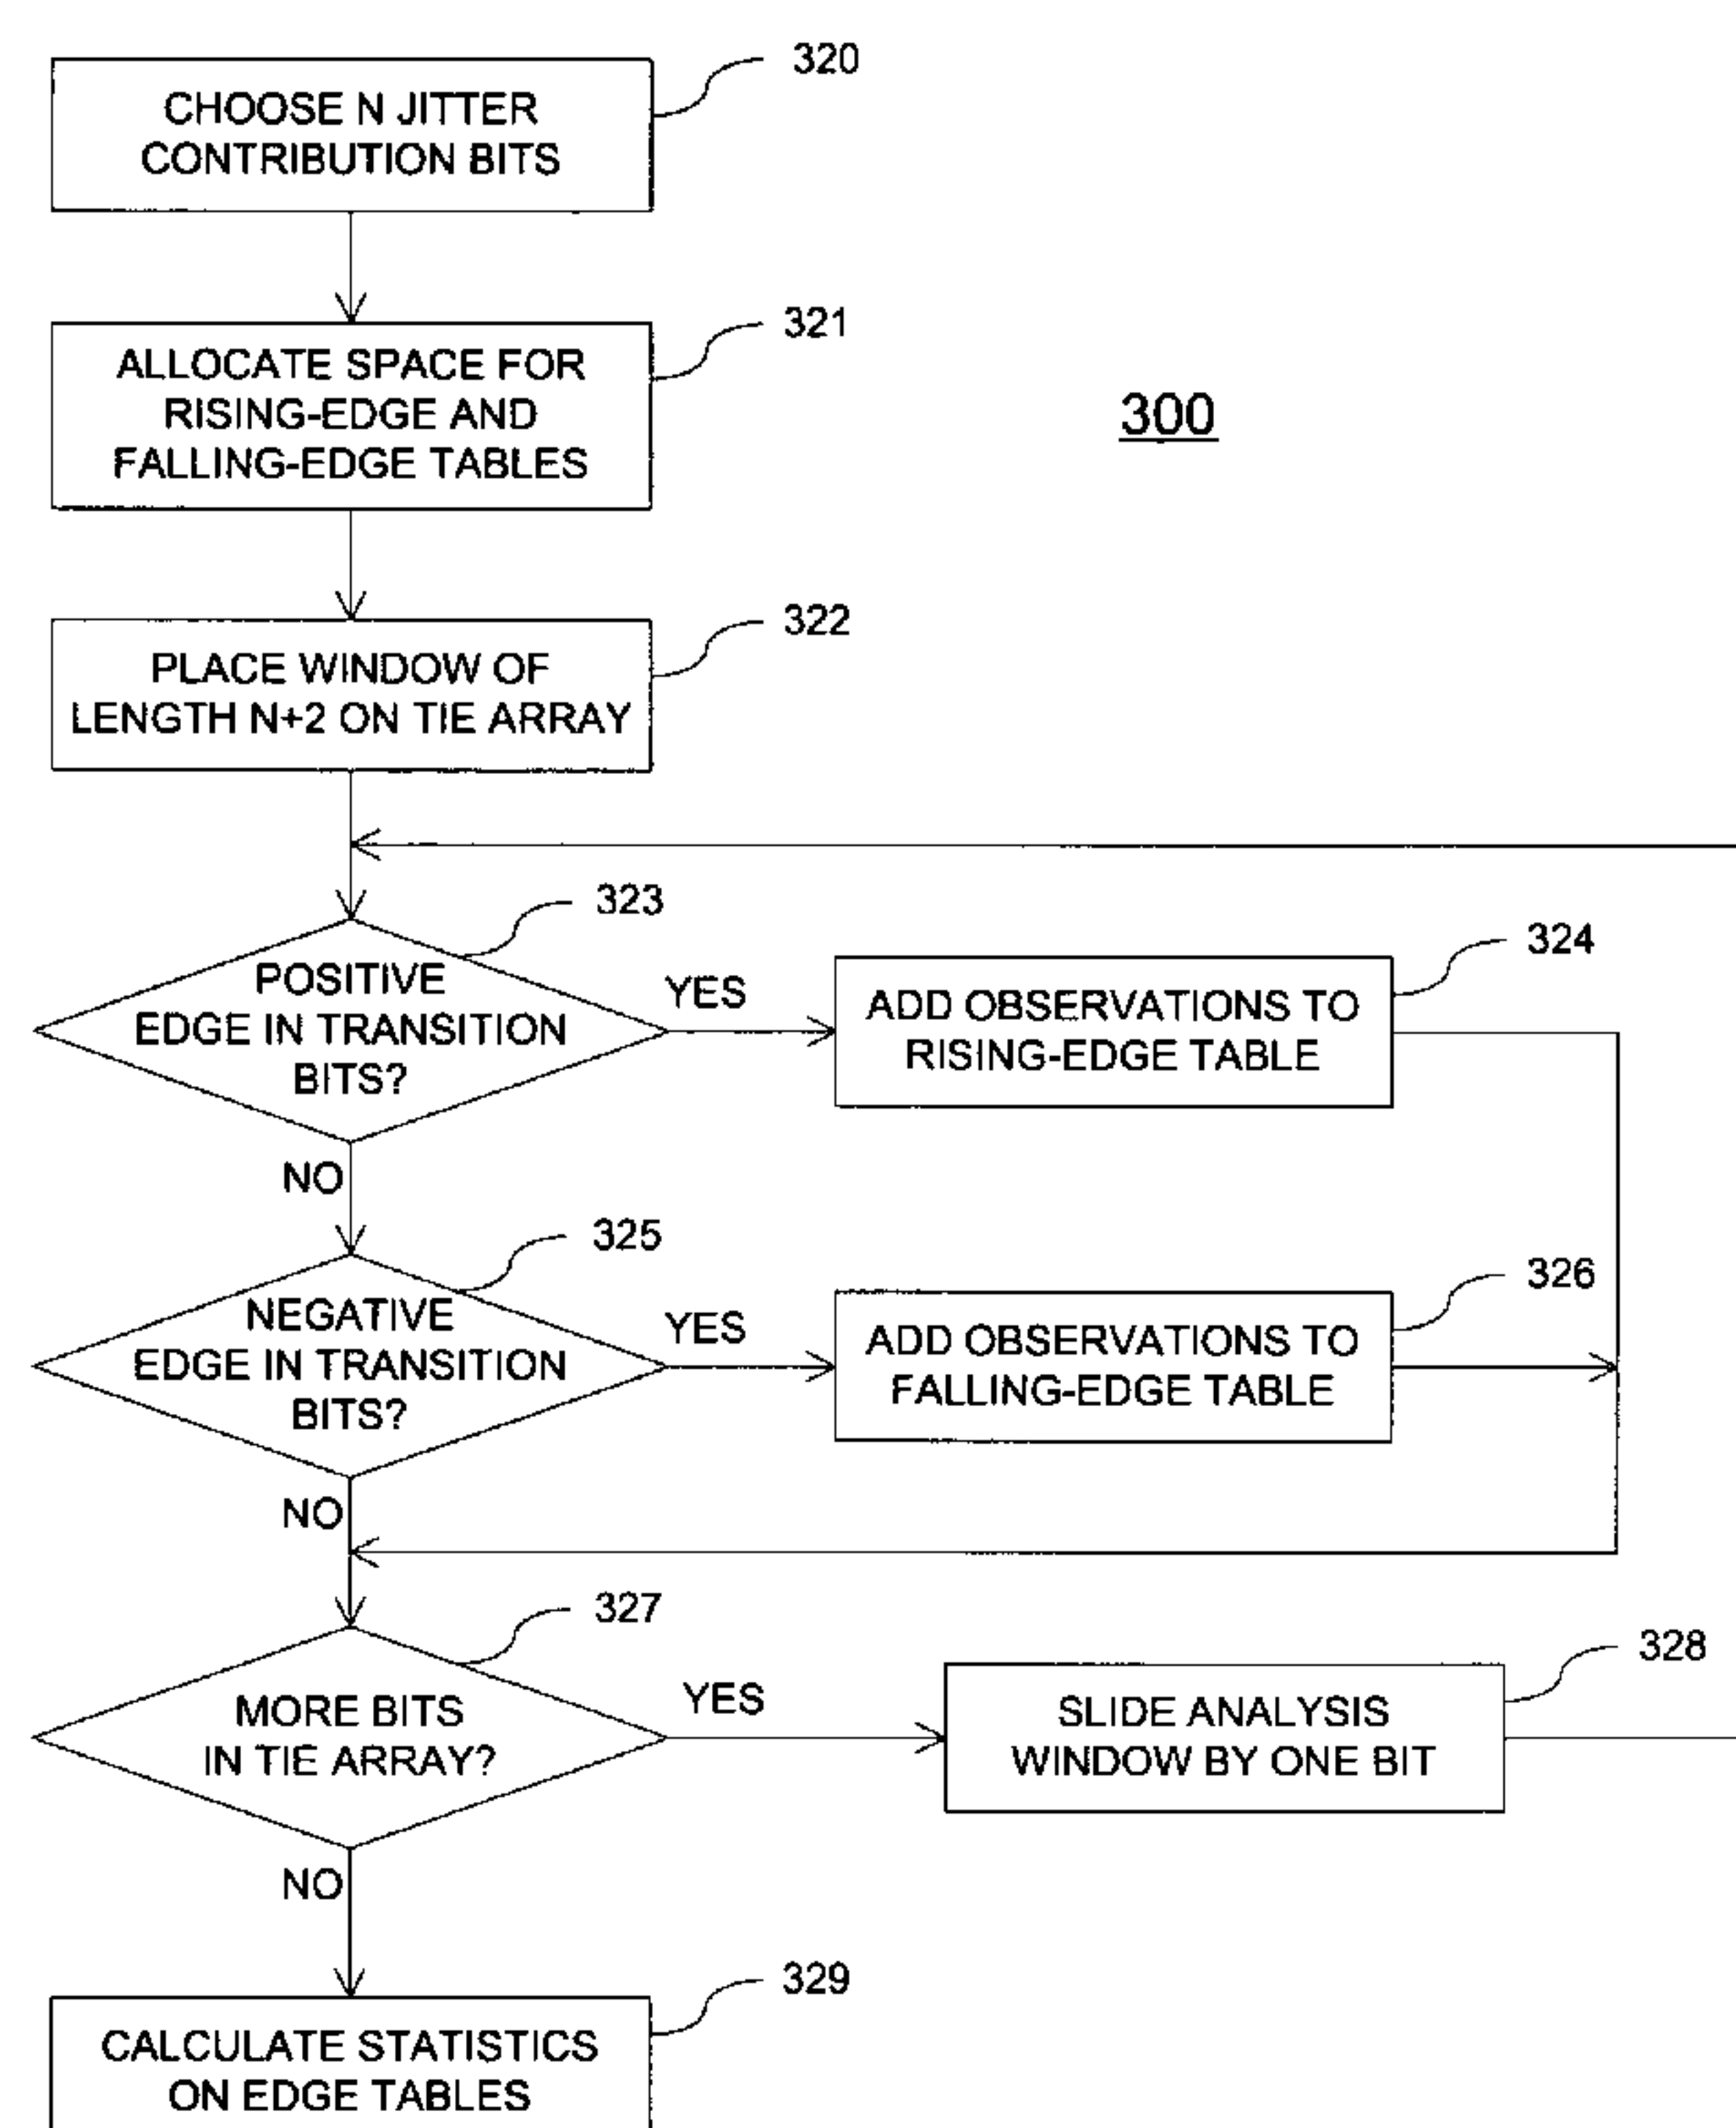 320
CHOOSE N JITTER
CONTRIBUTION BITS
321
ALLOCATE SPACE FOR
RISING-EDGE AND
FALLING-EDGE TABLES
300
322
PLACE WINDOW OF
LENGTH N+2 ON TIE ARRAY
323
POSITIVE
EDGE IN TRANSITION
BITS?
YES
324
ADD OBSERVATIONS TO
RISING-EDGE TABLE
NO
325
NEGATIVE
EDGE IN TRANSITION
BITS?
YES
326
ADD OBSERVATIONS TO
FALLING-EDGE TABLE
NO
327
MORE BITS
IN TIE ARRAY?
YES
328
SLIDE ANALYSIS
WINDOW BY ONE BIT
NO
329
CALCULATE STATISTICS
ON EDGE TABLES